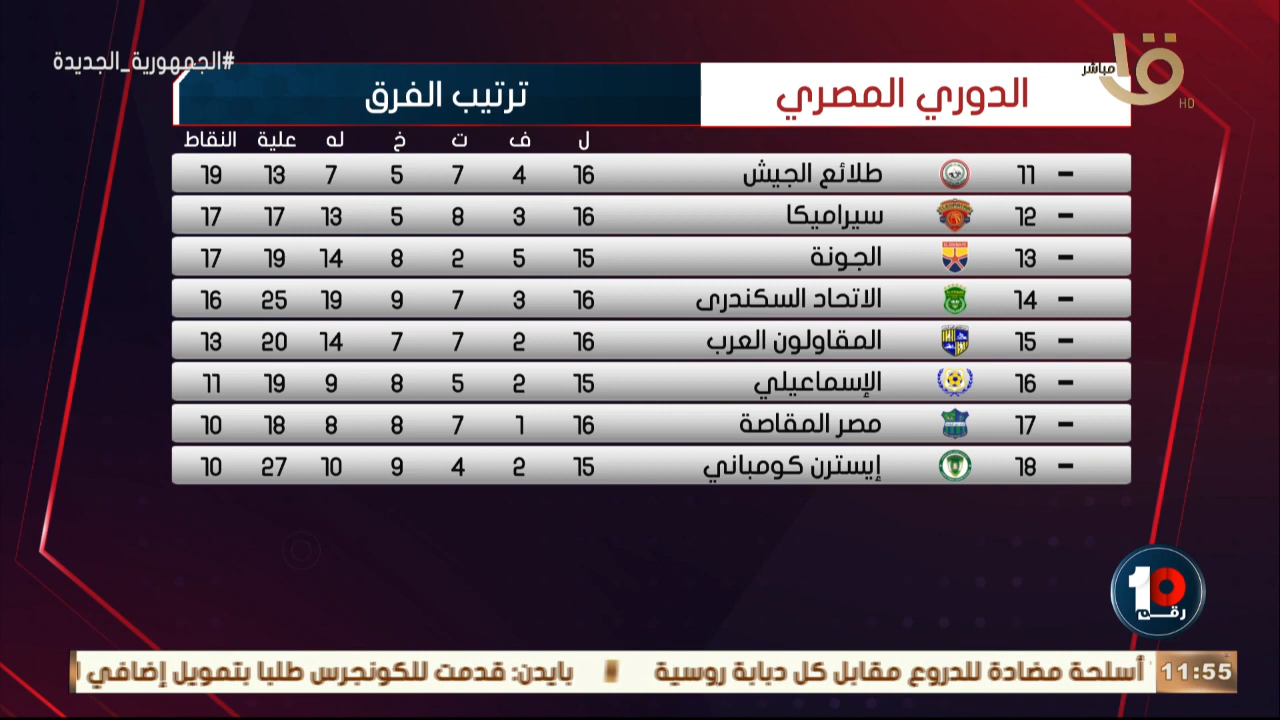 #الجمهورية_الجديدة
مباشر
HD
الدوري المصري
ترتيب الفرق
ل ف ت خ له علية النقاط
11 طلائع الجيش 16 4 7 5 7 13 19
12 سيراميكا 16 3 8 5 13 17 17
13 الجونة 15 5 2 8 14 19 17
14 الاتحاد السكندرى 16 3 7 9 19 25 16
15 المقاولون العرب 16 2 7 7 14 20 13
16 الإسماعيلي 15 2 5 8 9 19 11
17 مصر المقاصة 16 1 7 8 8 18 10
18 إيسترن كومباني 15 2 4 9 10 27 10
رقم 10
11:55 أسلحة مضادة للدروع مقابل كل دبابة روسية بايدن: قدمت للكونجرس طلبا بتمويل إضافي